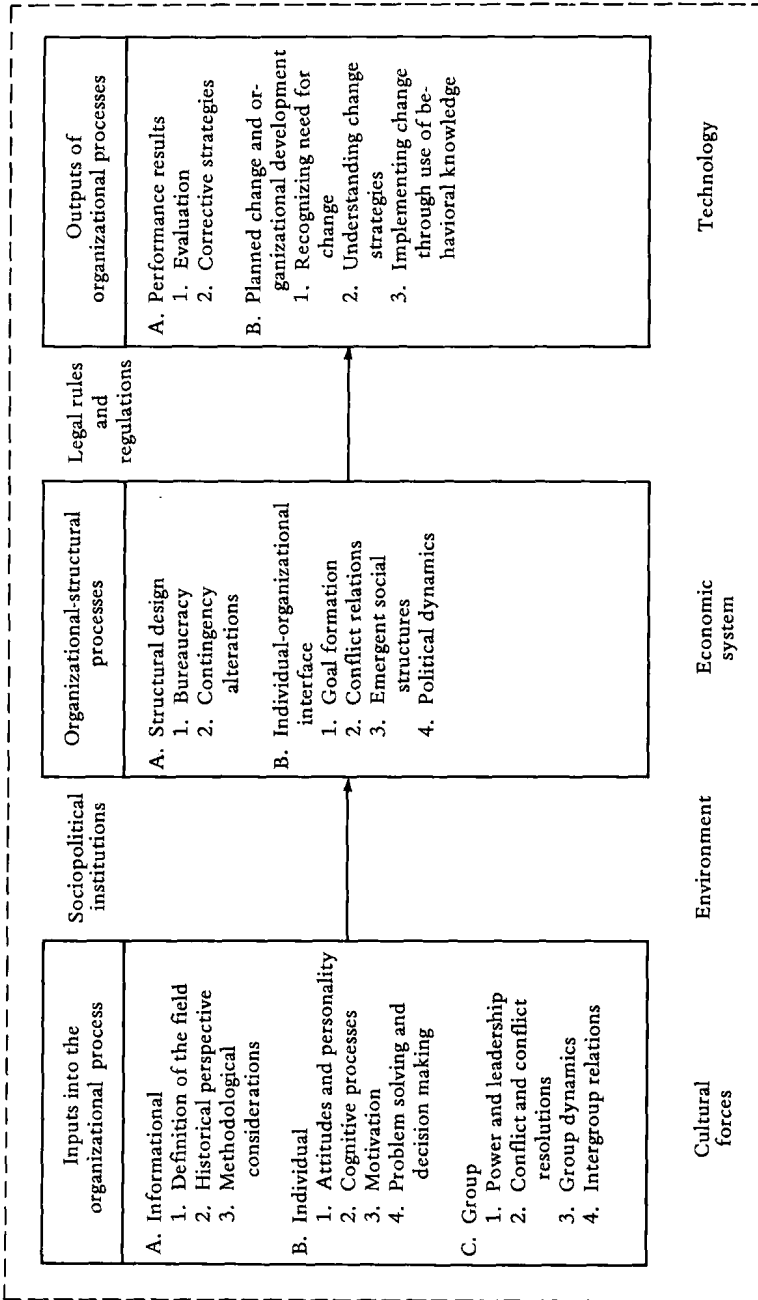 Inputs into the
organizational process
A. Informational
1. Definition of the field
2. Historical perspective
3. Methodological
considerations
B. Individual
1. Attitudes and personality
2. Cognitive processes
3. Motivation
4. Problem solving and
decision making
C. Group
1. Power and leadership
2. Conflict and conflict
resolutions
3. Group dynamics
4. Intergroup relations
Sociopolitical
institutions
Organizational-structural
processes
A. Structural design
1. Bureaucracy
2. Contingency
alterations
B. Individual-organizational
interface
1. Goal formation
2. Conflict relations
3. Emergent social
structures
4. Political dynamics
Legal rules
and
regulations
Outputs of
organizational processes
A. Performance results
1. Evaluation
2. Corrective strategies
B. Planned change and or-
ganizational development
1. Recognizing need for
change
2. Understanding change
strategies
3. Implementing change
through use of be-
havioral knowledge
Cultural
forces
Environment
Economic
system
Technology